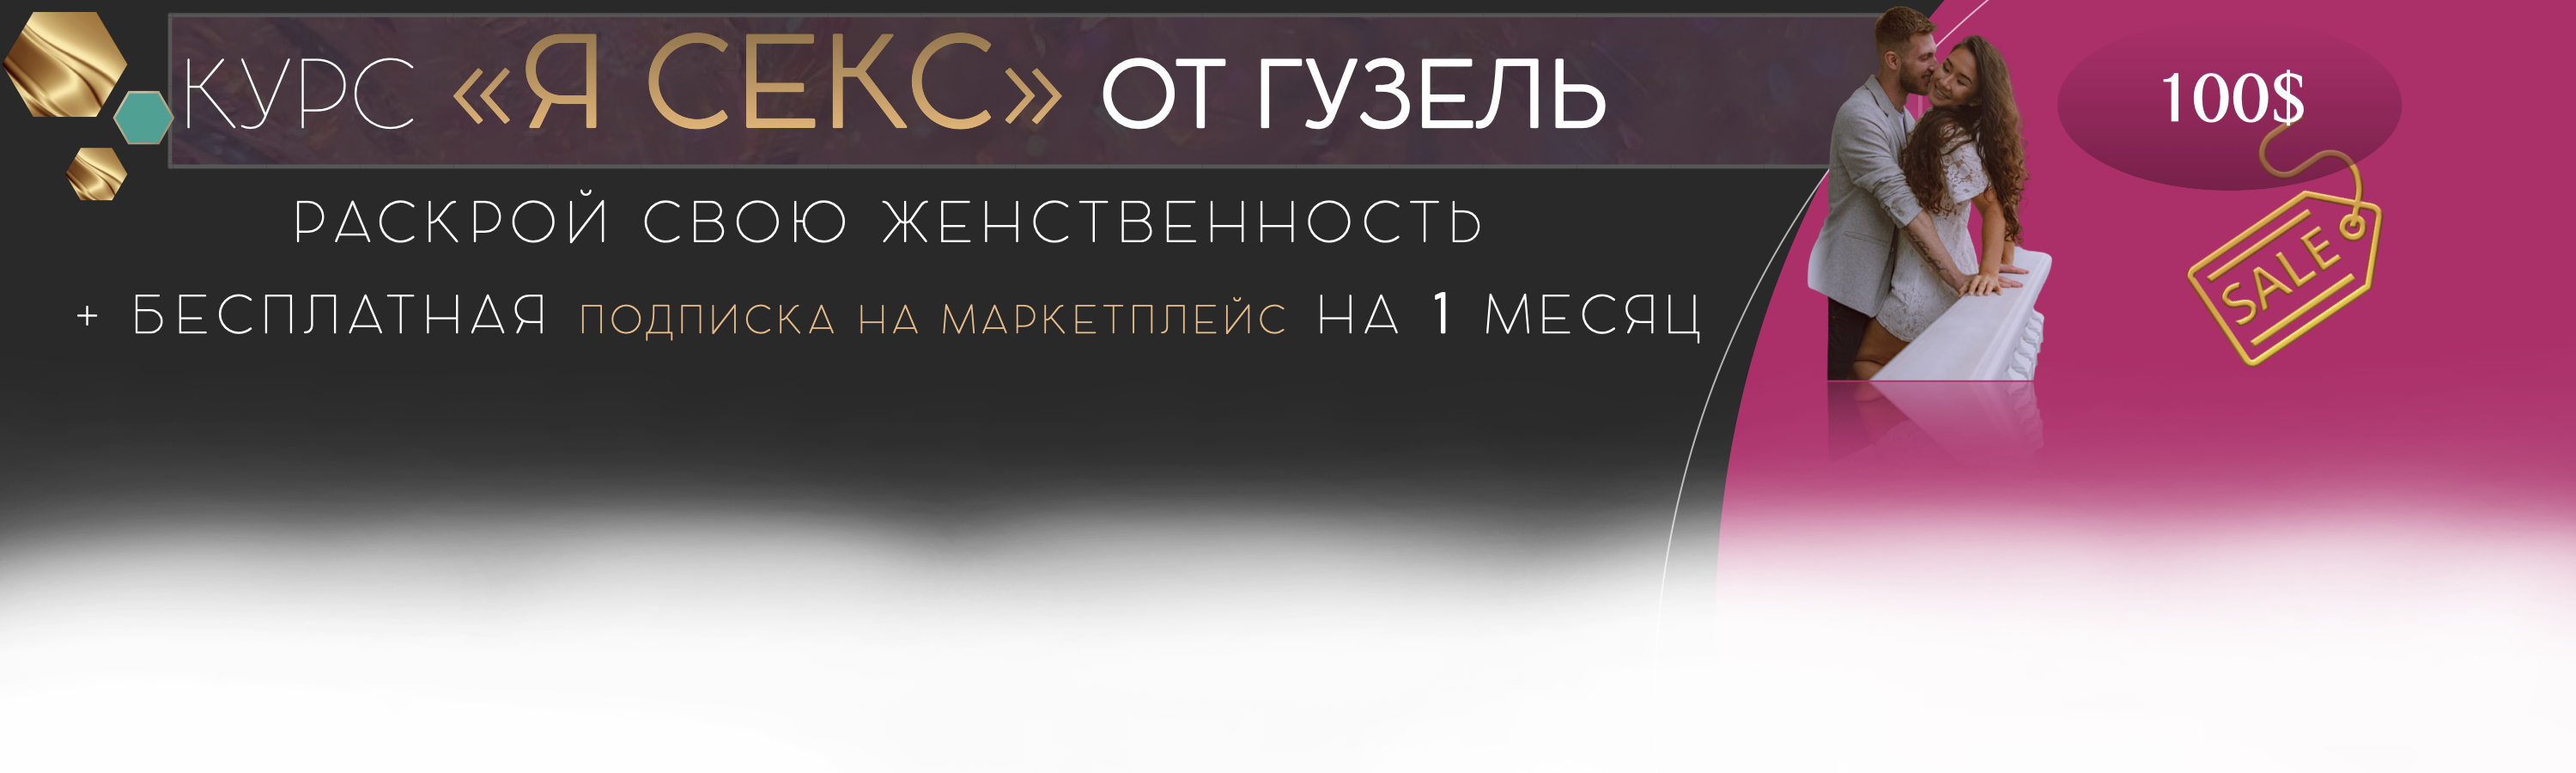 КУРС «Я СЕКС» ОТ ГУЗЕЛЬ
100$
РАСКРОЙ СВОЮ ЖЕНСТВЕННОСТЬ
SALE
+ БЕСПЛАТНАЯ ПОДПИСКА НА МАРКЕТПЛЕЙС НА 1 МЕСЯЦ